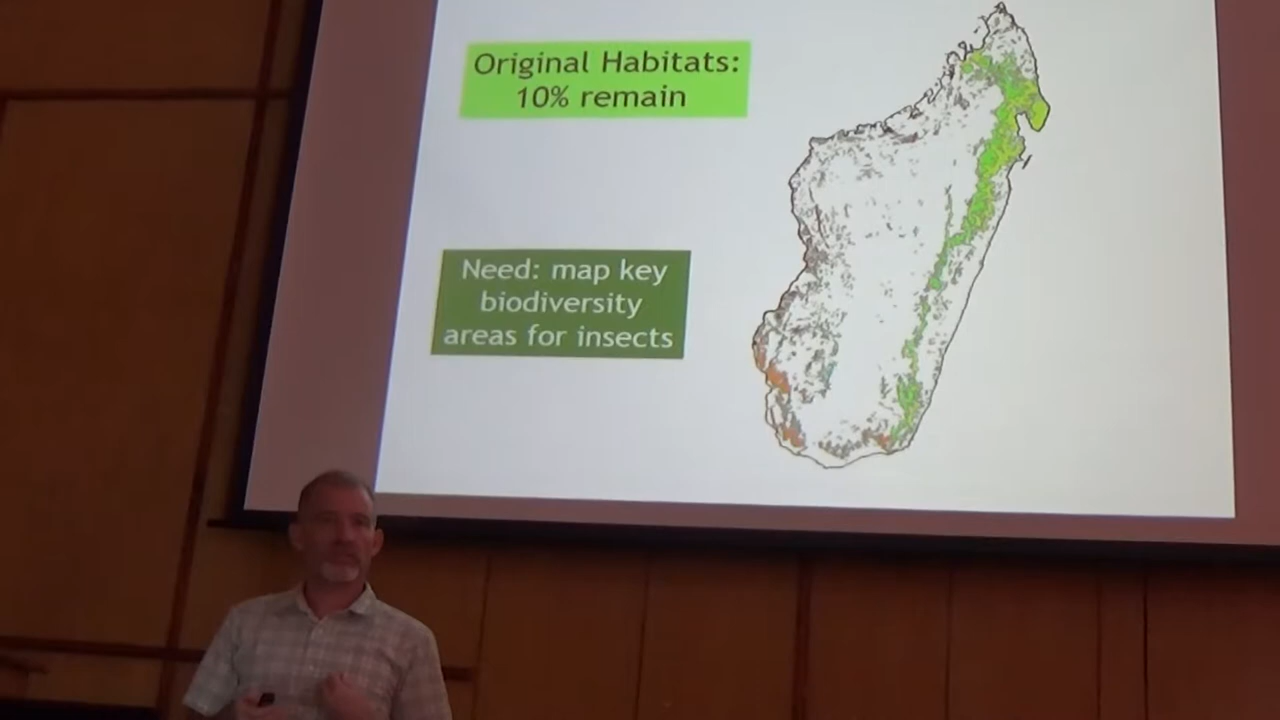 Original Habitats:
10% remain
Need: map key
biodiversity
areas for insects